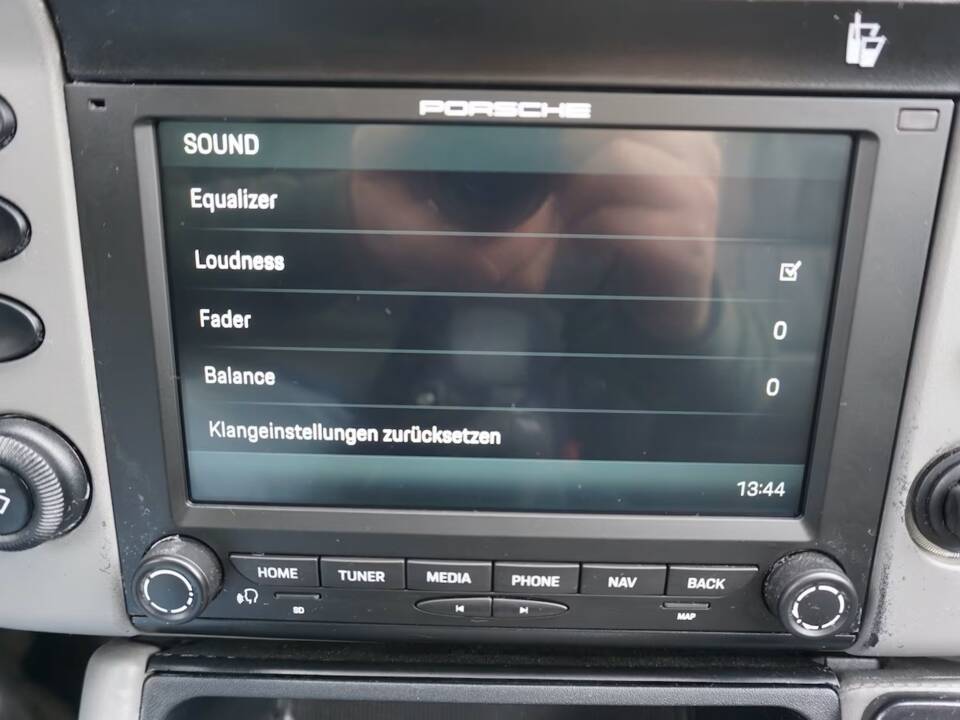 PORSCHE
SOUND
Equalizer
Loudness
Fader 0
Balance 0
Klangeinstellungen zurücksetzen
13:44
HOME TUNER MEDIA PHONE NAV BACK
SD MAP